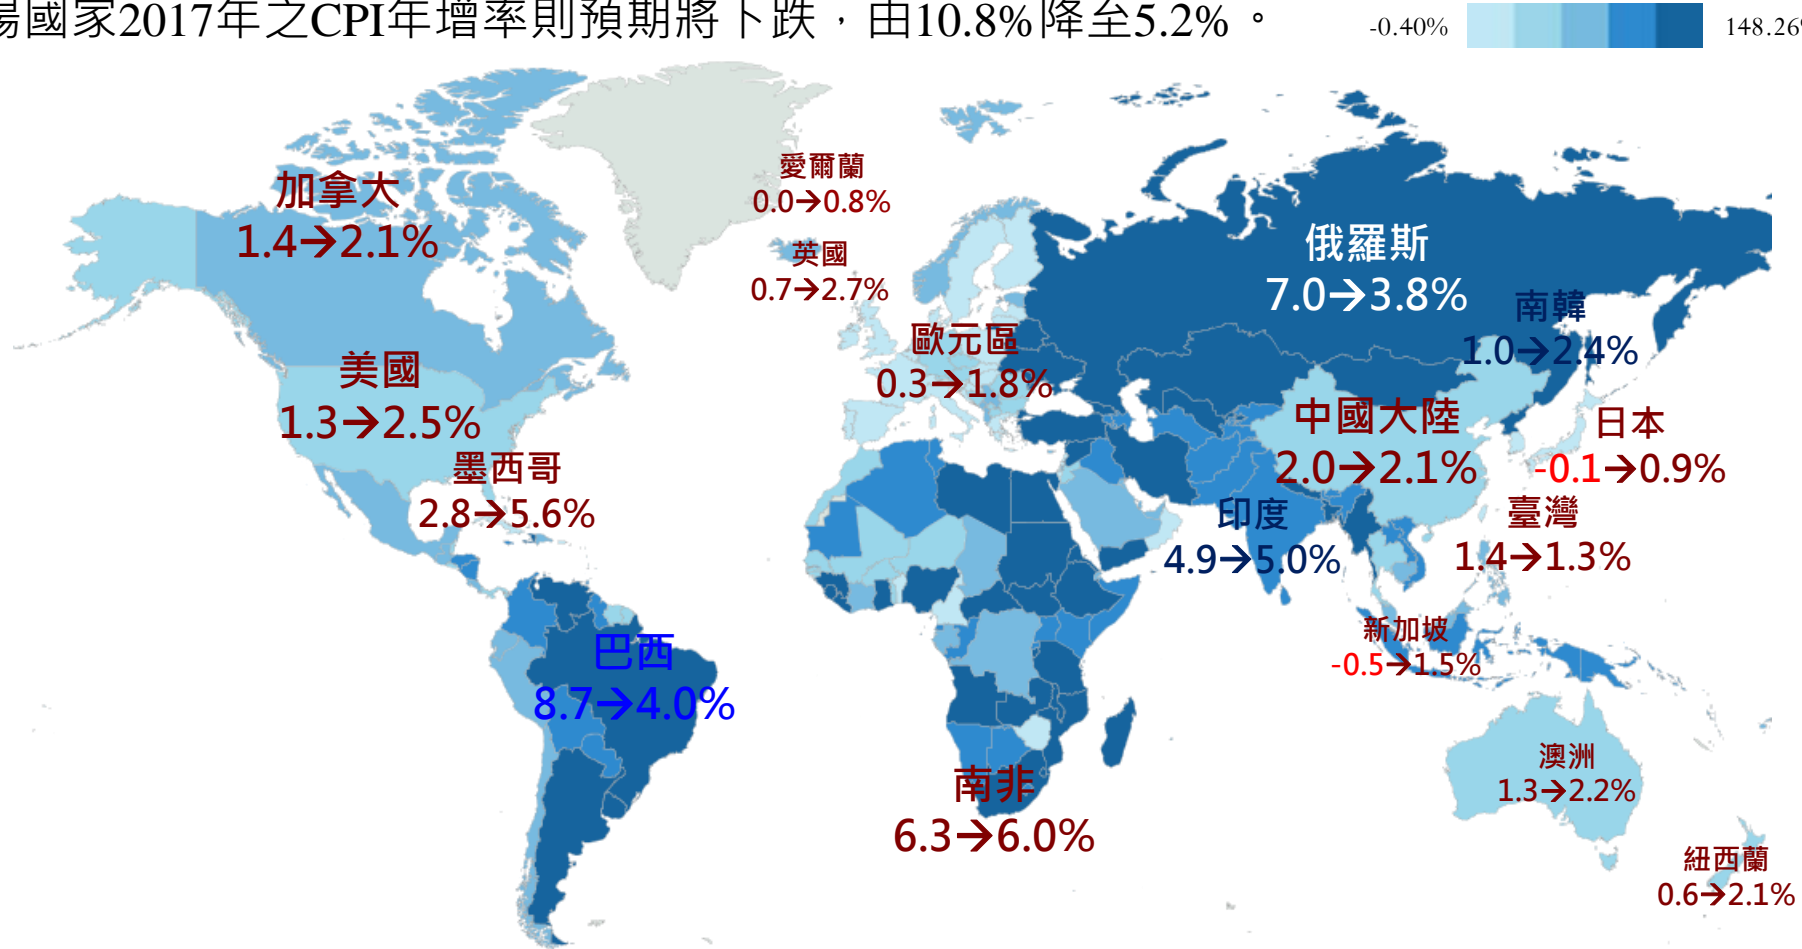 場國家2017年之CPI年增率則預期將下跌，由10.8%降至5.2%。
-0.40%
148.26%
愛爾蘭
0.0→0.8%
加拿大
1.4→2.1%
英國
0.7→2.7%
俄羅斯
7.0→3.8%
南韓
1.0→2.4%
歐元區
0.3→1.8%
美國
1.3→2.5%
中國大陸
2.0→2.1%
日本
-0.1→0.9%
墨西哥
2.8→5.6%
印度
4.9→5.0%
臺灣
1.4→1.3%
新加坡
-0.5→1.5%
巴西
8.7→4.0%
南非
6.3→6.0%
澳洲
1.3→2.2%
紐西蘭
0.6→2.1%